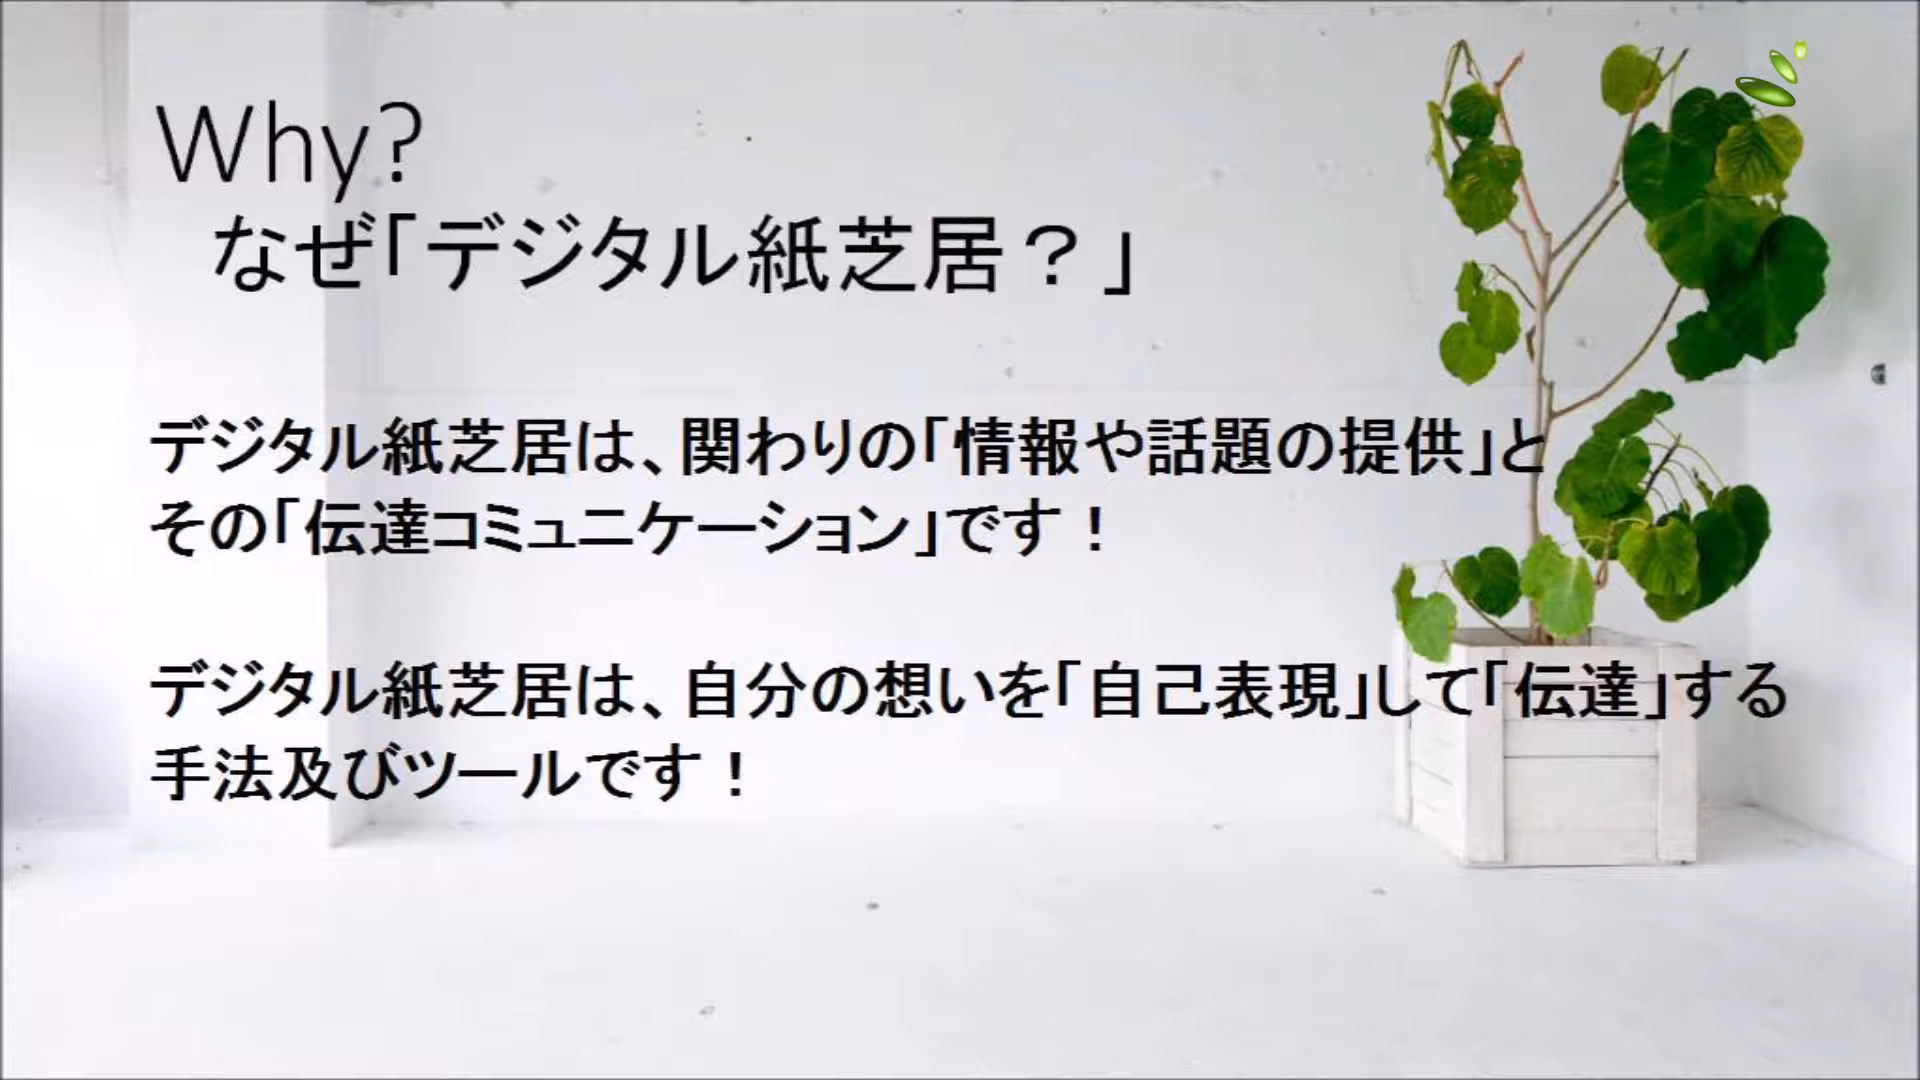 Why?
なぜ「デジタル紙芝居？」
デジタル紙芝居は、関わりの「情報や話題の提供」と
その「伝達コミュニケーション」です！
デジタル紙芝居は、自分の想いを「自己表現」して「伝達」する
手法及びツールです！